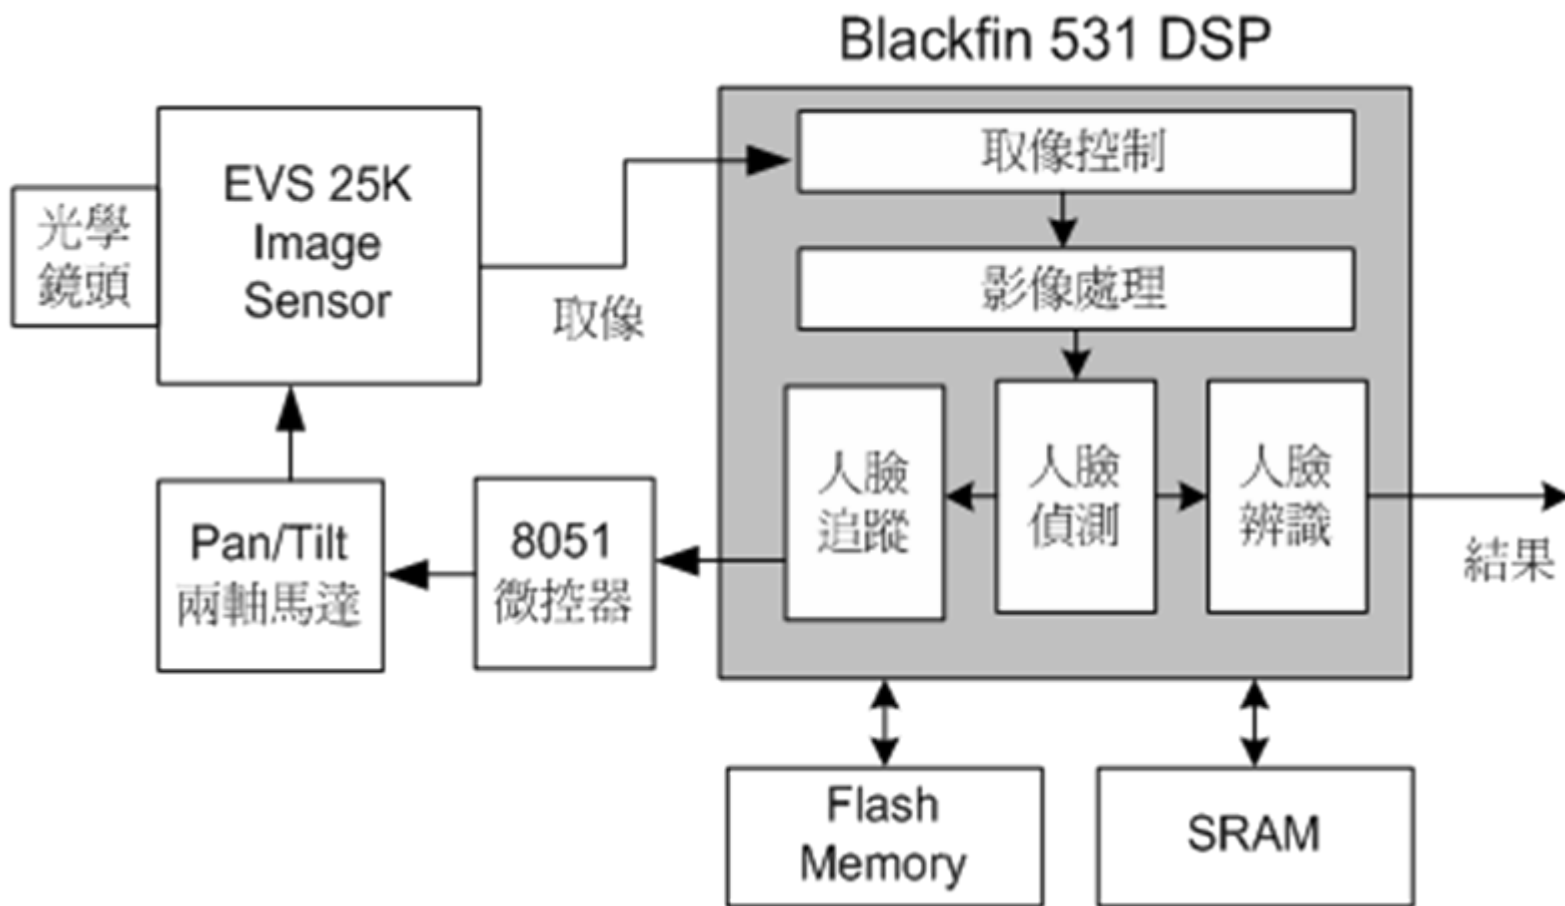 Blackfin 531 DSP
光學
鏡頭
EVS 25K
Image
Sensor
取像
取像控制
影像處理
人臉
追蹤
人臉
偵測
人臉
辨識
結果
Pan/Tilt
兩軸馬達
8051
微控器
Flash
Memory
SRAM